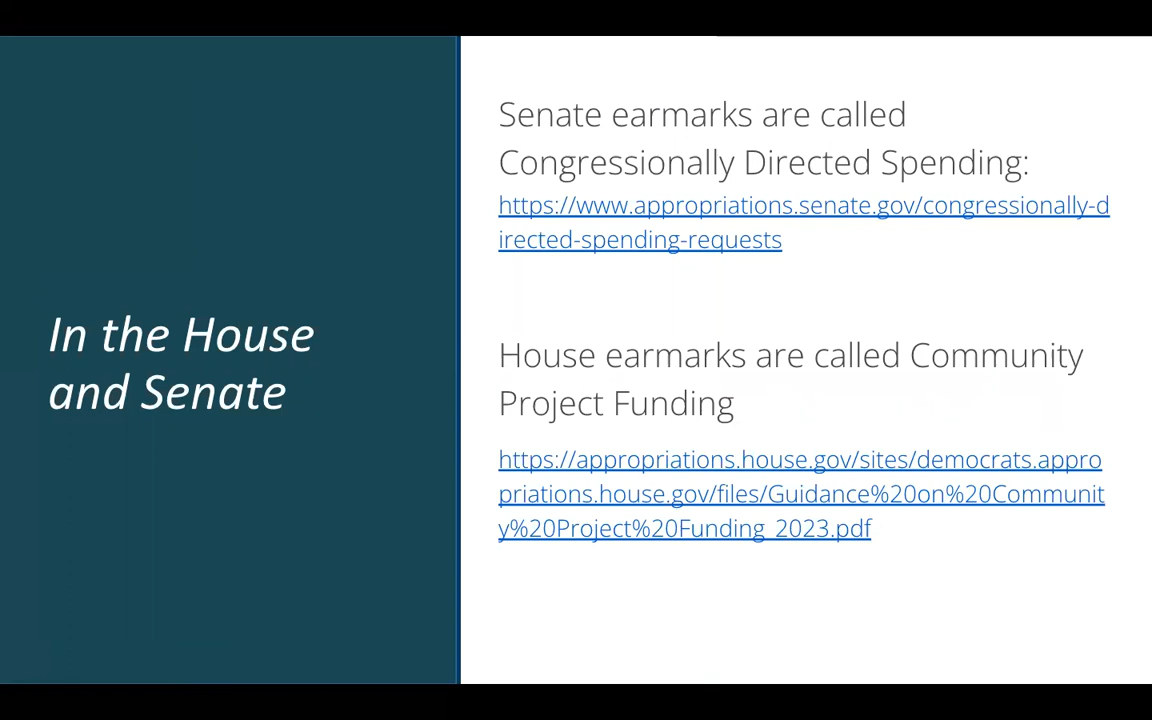 In the House
and Senate
Senate earmarks are called
Congressionally Directed Spending:
https://www.appropriations.senate.gov/congressionally-d
irected-spending-requests
House earmarks are called Community
Project Funding
https://appropriations.house.gov/sites/democrats.appro
priations.house.gov/files/Guidance%20on%20Communit
y%20Project%20Funding_2023.pdf